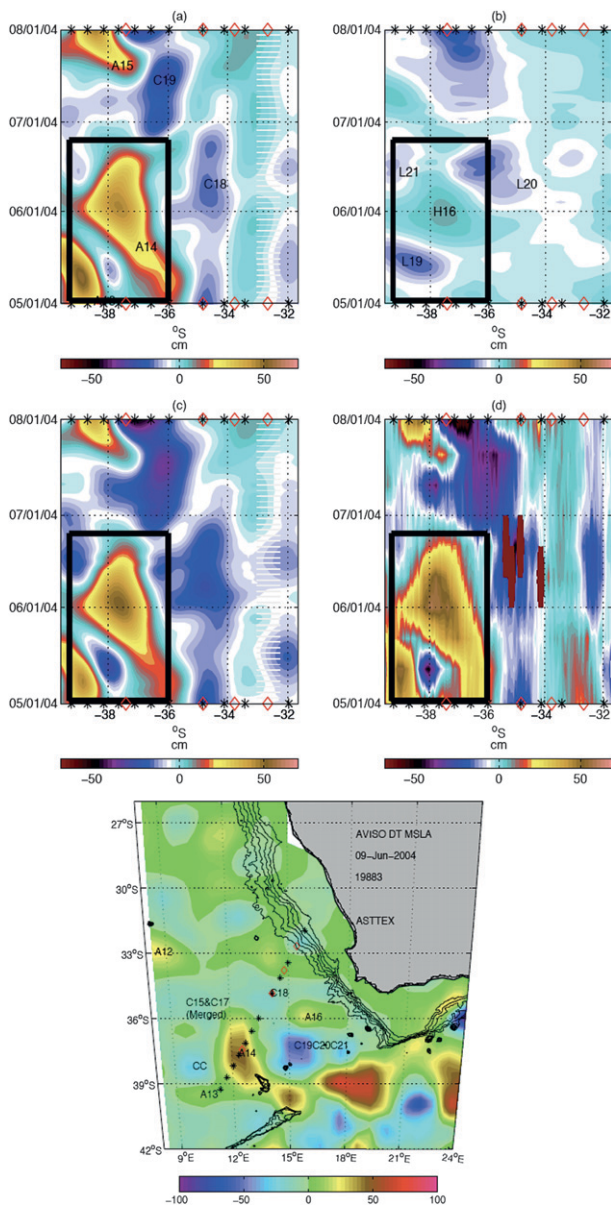 (a) (b)
08/01/04 08/01/04
A15
C19
07/01/04 07/01/04
L21
C18 L20
06/01/04 H16 06/01/04
A14
L19
05/01/04 05/01/04
-38 -36 -34 -32 -38 -36 -34 -32
°S °S
cm cm
-50 0 50 -50 0 50
(c) (d)
08/01/04 08/01/04
07/01/04 07/01/04
06/01/04 06/01/04
05/01/04 05/01/04
-38 -36 -34 -32 -38 -36 -34 -32
°S °S
cm cm
-50 0 50 -50 0 50
27°S
AVISO DT MSLA
09-Jun-2004
30°S 19883
ASTTEX
33°S
A12
C18
C15&C17
(Merged)
36°S A16
A14 C19C20C21
CC
39°S A13
42°S
9°E 12°E 15°E 18°E 21°E 24°E
-100 -50 0 50 100